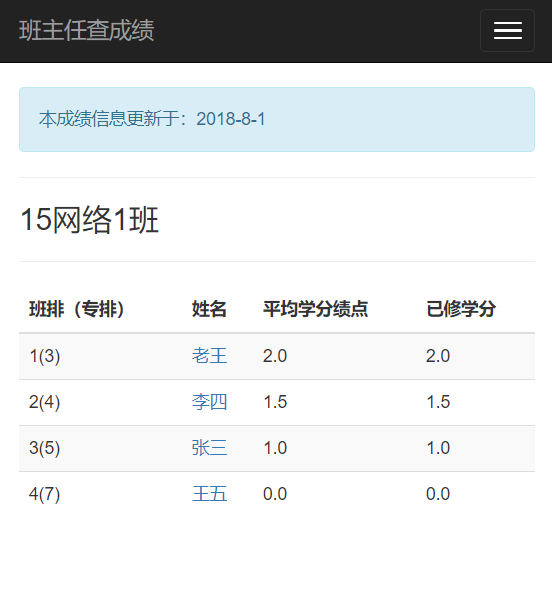 班主任查成绩
本成绩信息更新于：2018-8-1
15网络1班
班排（专排） 姓名 平均学分绩点 已修学分
1(3) 老王 2.0 2.0
2(4) 李四 1.5 1.5
3(5) 张三 1.0 1.0
4(7) 王五 0.0 0.0